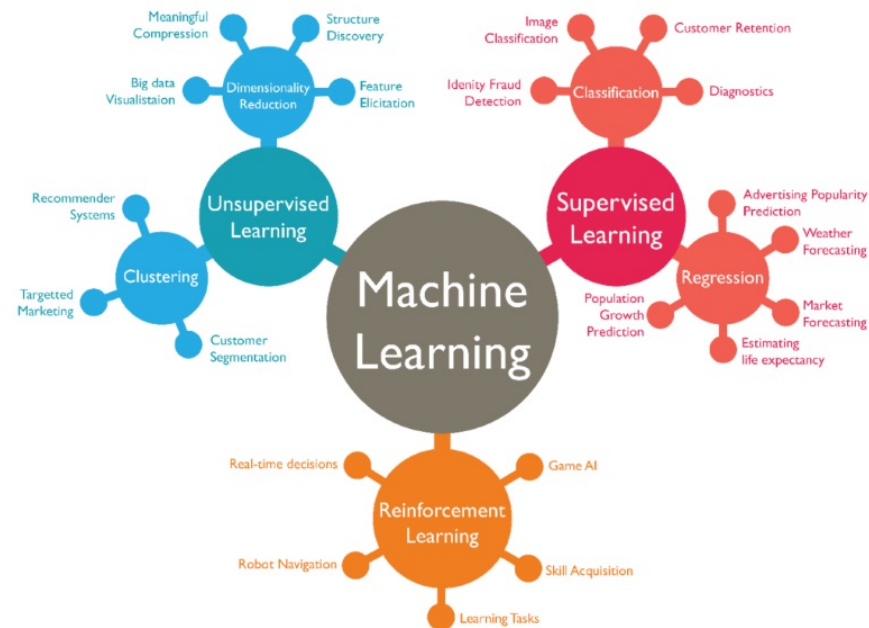 Meaningful
Compression
Structure
Discovery
Big data
Visualistaion
Dimensionality
Reduction
Feature
Elicitation
Image
Classification
Customer Retention
Idenity Fraud
Detection
Classification
Diagnostics
Unsupervised
Learning
Recommender
Systems
Clustering
Targetted
Marketing
Customer
Segmentation
Supervised
Learning
Advertising Popularity
Prediction
Weather
Forecasting
Regression
Population
Growth
Prediction
Market
Forecasting
Estimating
life expectancy
Machine
Learning
Real-time decisions
Game AI
Reinforcement
Learning
Robot Navigation
Skill Acquisition
Learning Tasks